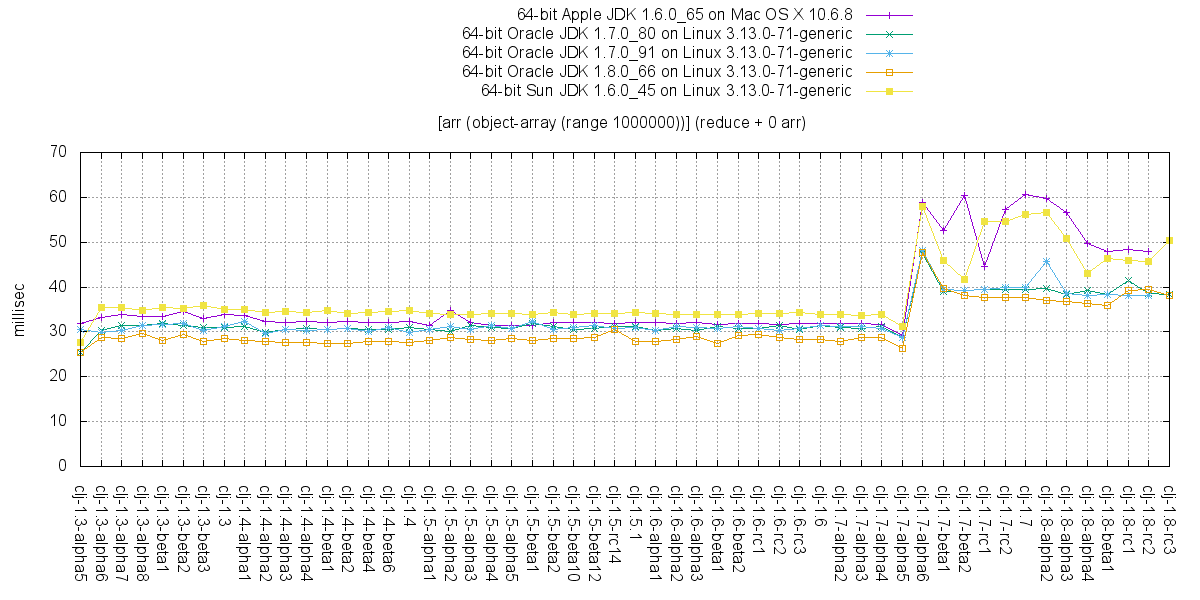 64-bit Apple JDK 1.6.0_65 on Mac OS X 10.6.8
64-bit Oracle JDK 1.7.0_80 on Linux 3.13.0-71-generic
64-bit Oracle JDK 1.7.0_91 on Linux 3.13.0-71-generic
64-bit Oracle JDK 1.8.0_66 on Linux 3.13.0-71-generic
64-bit Sun JDK 1.6.0_45 on Linux 3.13.0-71-generic
[arr (object-array (range 1000000))] (reduce + 0 arr)
millisec
70
60
50
40
30
20
10
0
clj-1.3-alpha5
clj-1.3-alpha6
clj-1.3-alpha7
clj-1.3-alpha8
clj-1.3-beta1
clj-1.3-beta2
clj-1.3-beta3
clj-1.3
clj-1.4-alpha1
clj-1.4-alpha2
clj-1.4-alpha3
clj-1.4-alpha4
clj-1.4-beta1
clj-1.4-beta2
clj-1.4-beta4
clj-1.4-beta6
clj-1.4
clj-1.5-alpha1
clj-1.5-alpha2
clj-1.5-alpha3
clj-1.5-alpha4
clj-1.5-alpha5
clj-1.5-beta1
clj-1.5-beta2
clj-1.5-beta10
clj-1.5-beta12
clj-1.5-rc14
clj-1.5.1
clj-1.6-alpha1
clj-1.6-alpha2
clj-1.6-alpha3
clj-1.6-beta1
clj-1.6-beta2
clj-1.6-rc1
clj-1.6-rc2
clj-1.6-rc3
clj-1.6
clj-1.7-alpha2
clj-1.7-alpha3
clj-1.7-alpha4
clj-1.7-alpha5
clj-1.7-alpha6
clj-1.7-beta1
clj-1.7-beta2
clj-1.7-rc1
clj-1.7-rc2
clj-1.7
clj-1.8-alpha2
clj-1.8-alpha3
clj-1.8-alpha4
clj-1.8-beta1
clj-1.8-rc1
clj-1.8-rc2
clj-1.8-rc3